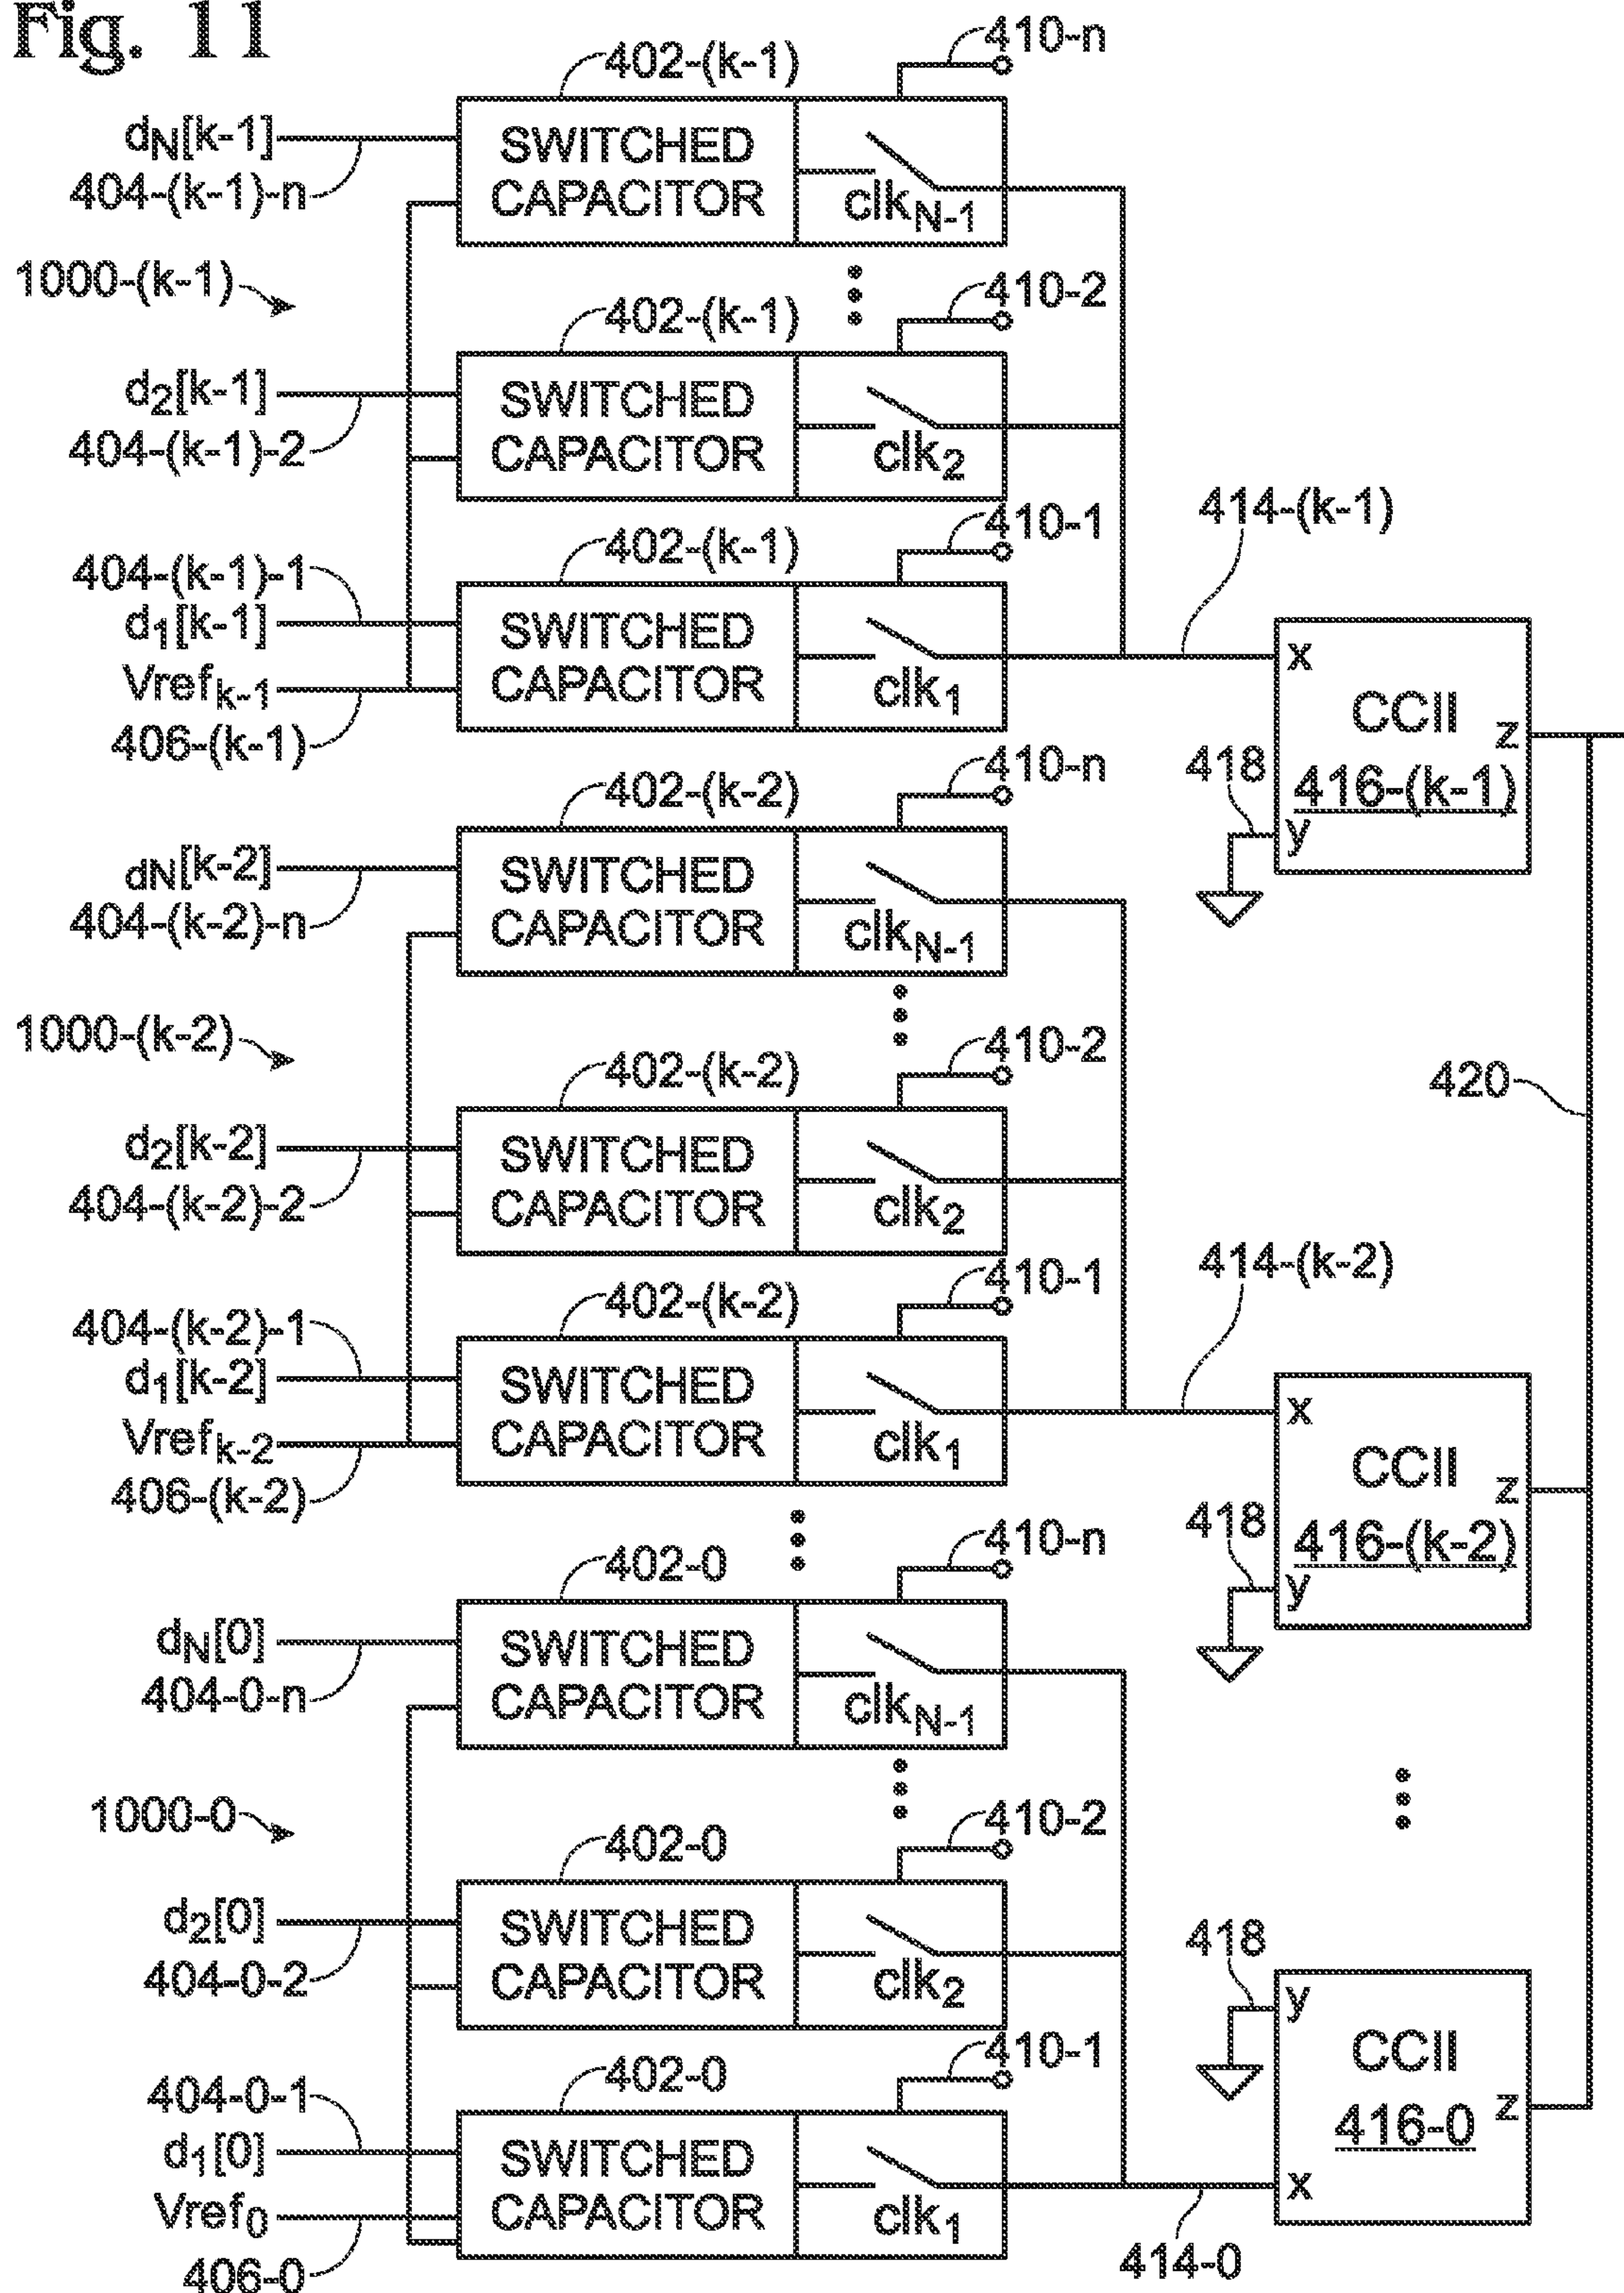 Fig. 11
402-(k-1)
410-n
dN[k-1]
404-(k-1)-n
SWITCHED
CAPACITOR
clkN-1
1000-(k-1)
402-(k-1)
410-2
d2[k-1]
404-(k-1)-2
SWITCHED
CAPACITOR
clk2
402-(k-1)
410-1
404-(k-1)-1
d1[k-1]
Vrefk-1
406-(k-1)
SWITCHED
CAPACITOR
clk1
414-(k-1)
x
CCII
z
416-(k-1)
y
418
402-(k-2)
410-n
dN[k-2]
404-(k-2)-n
SWITCHED
CAPACITOR
clkN-1
1000-(k-2)
402-(k-2)
410-2
420
d2[k-2]
404-(k-2)-2
SWITCHED
CAPACITOR
clk2
402-(k-2)
410-1
404-(k-2)-1
d1[k-2]
Vrefk-2
406-(k-2)
SWITCHED
CAPACITOR
clk1
414-(k-2)
x
CCII
z
416-(k-2)
y
418
402-0
410-n
dN[0]
404-0-n
SWITCHED
CAPACITOR
clkN-1
1000-0
402-0
410-2
d2[0]
404-0-2
SWITCHED
CAPACITOR
clk2
418
y
CCII
z
416-0
x
402-0
410-1
404-0-1
d1[0]
Vref0
406-0
SWITCHED
CAPACITOR
clk1
414-0